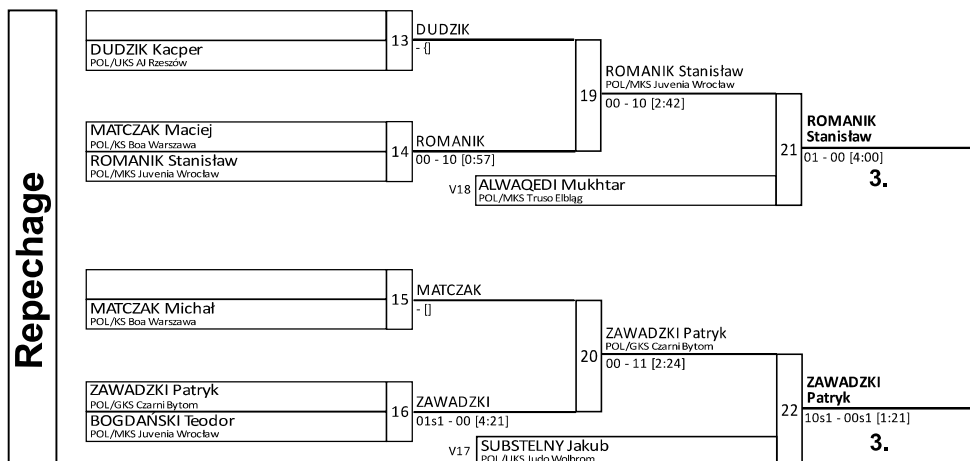 Repechage
DUDZIK Kacper
POL/UKS AJ Rzeszów
13
DUDZIK
- {}
MATCZAK Maciej
POL/KS Boa Warszawa
ROMANIK Stanisław
POL/MKS Juvenia Wrocław
14
ROMANIK
00 - 10 [0:57]
19
ROMANIK Stanisław
POL/MKS Juvenia Wrocław
00 - 10 [2:42]
V18
ALWAQEDI Mukhtar
POL/MKS Truso Elbląg
21
ROMANIK
Stanisław
01 - 00 [4:00]
3.
MATCZAK Michał
POL/KS Boa Warszawa
15
MATCZAK
- []
ZAWADZKI Patryk
POL/GKS Czarni Bytom
BOGDAŃSKI Teodor
POL/MKS Juvenia Wrocław
16
ZAWADZKI
01s1 - 00 [4:21]
20
ZAWADZKI Patryk
POL/GKS Czarni Bytom
00 - 11 [2:24]
V17
SUBSTELNY Jakub
POL/UKS Judo Wolbrom
22
ZAWADZKI
Patryk
10s1 - 00s1 [1:21]
3.